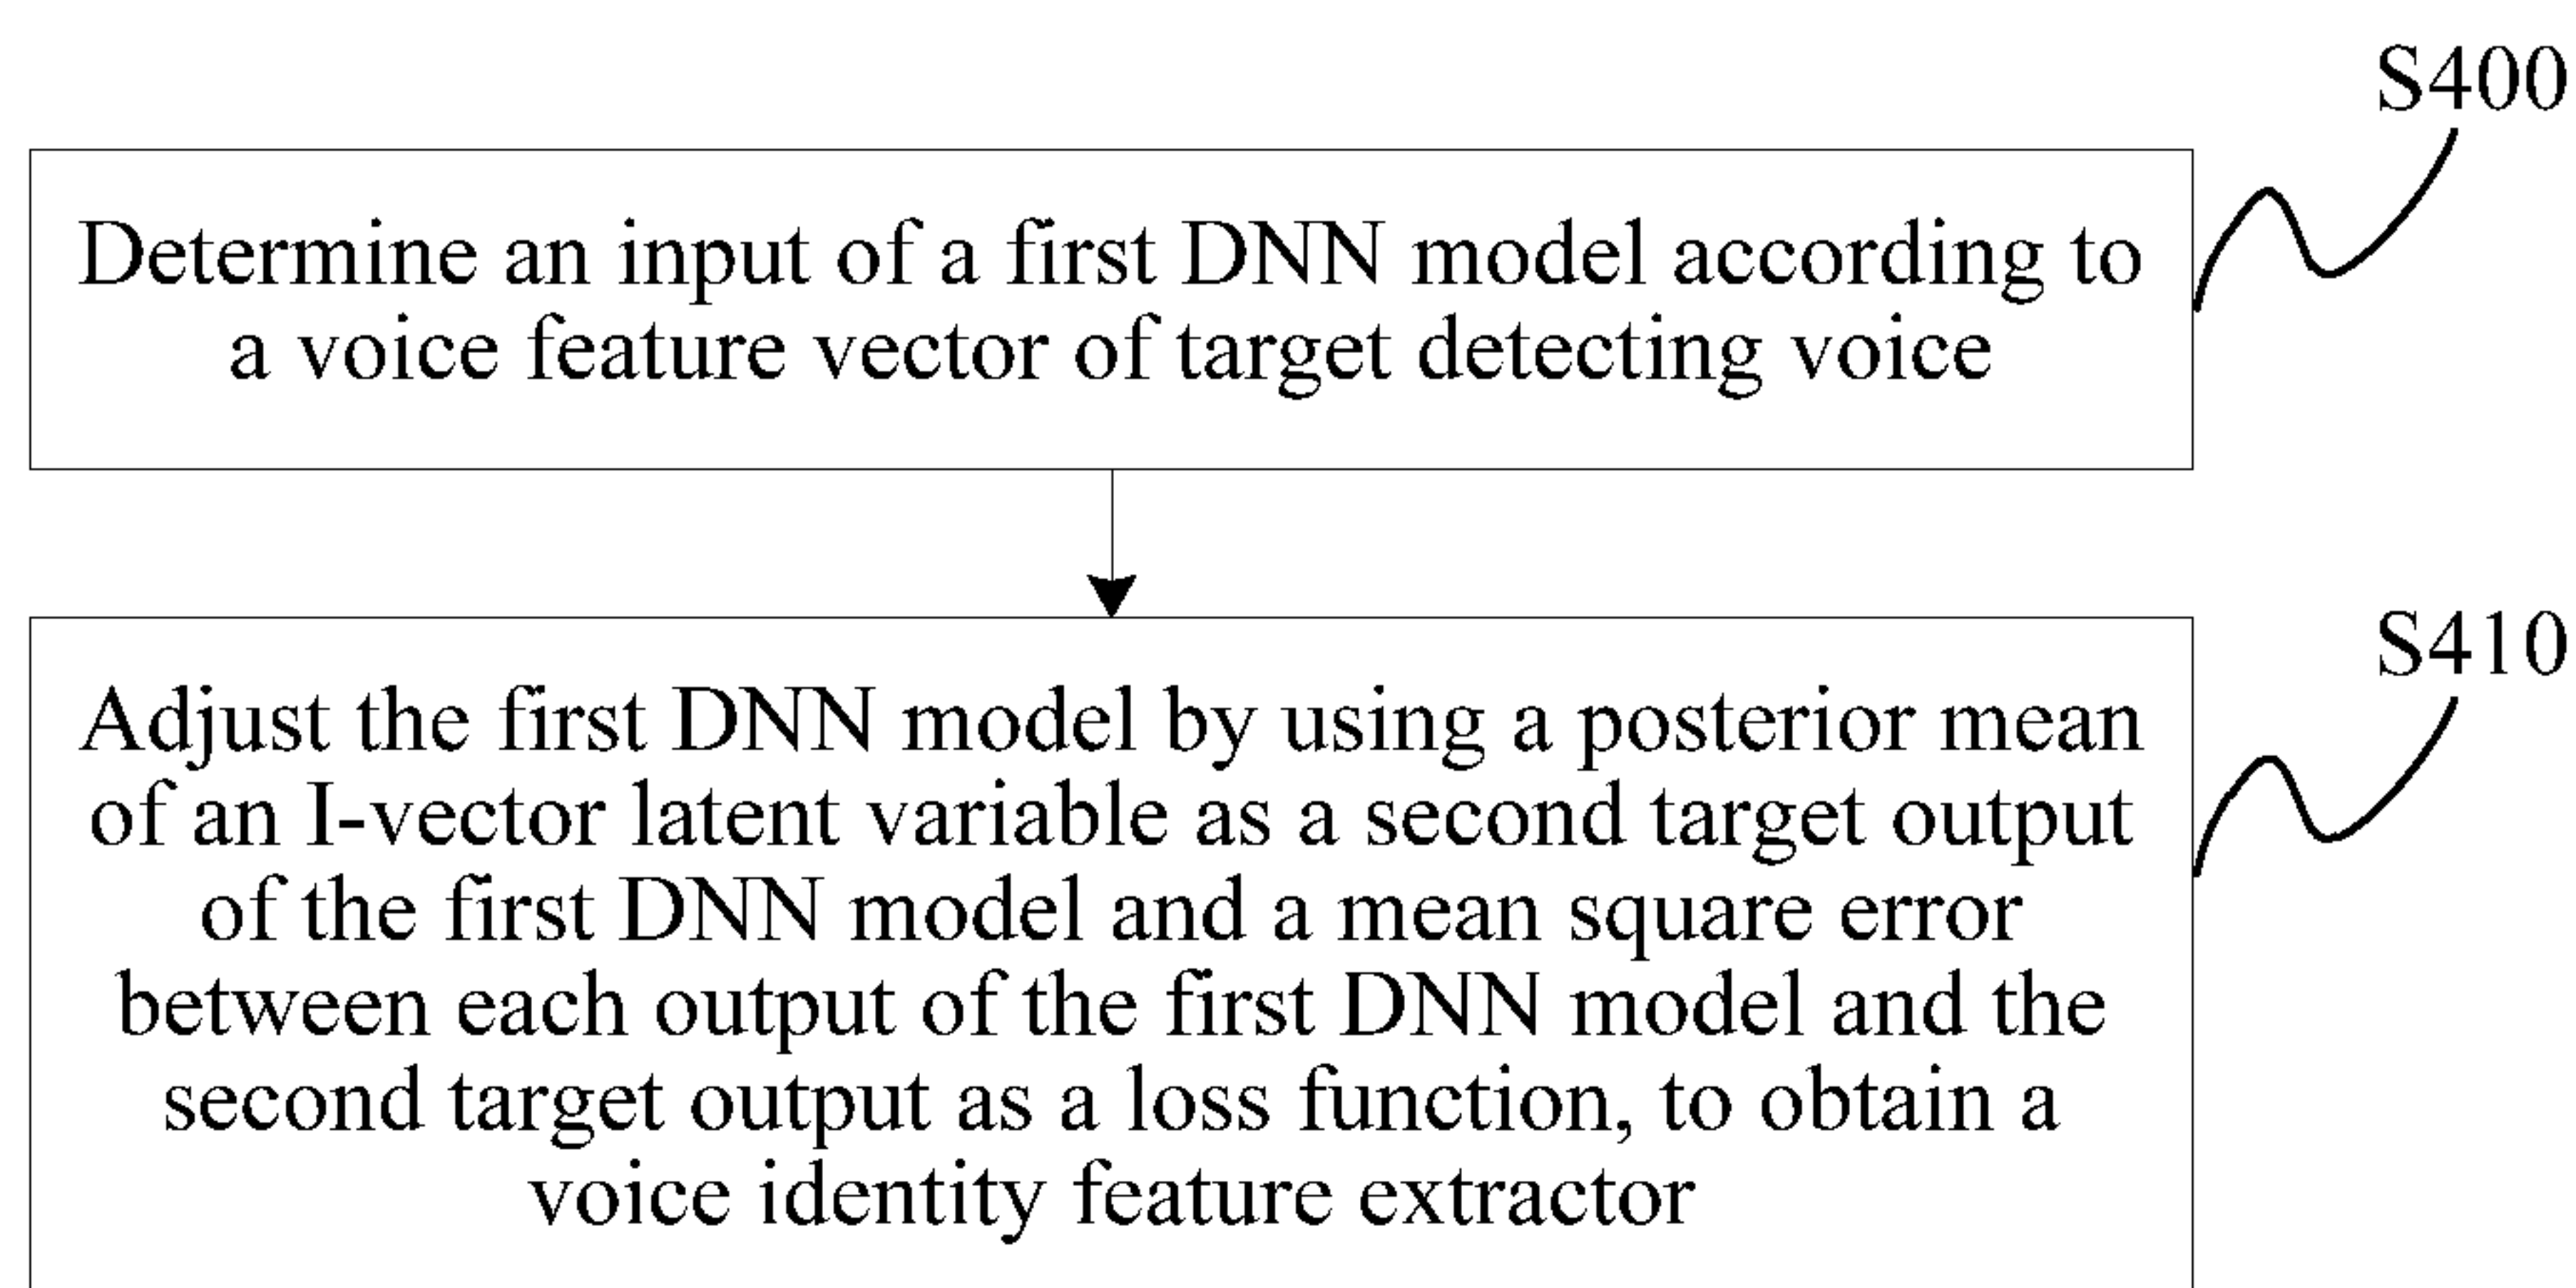 S400
Determine an input of a first DNN model according to
a voice feature vector of target detecting voice
S410
Adjust the first DNN model by using a posterior mean
of an I-vector latent variable as a second target output
of the first DNN model and a mean square error
between each output of the first DNN model and the
second target output as a loss function, to obtain a
voice identity feature extractor